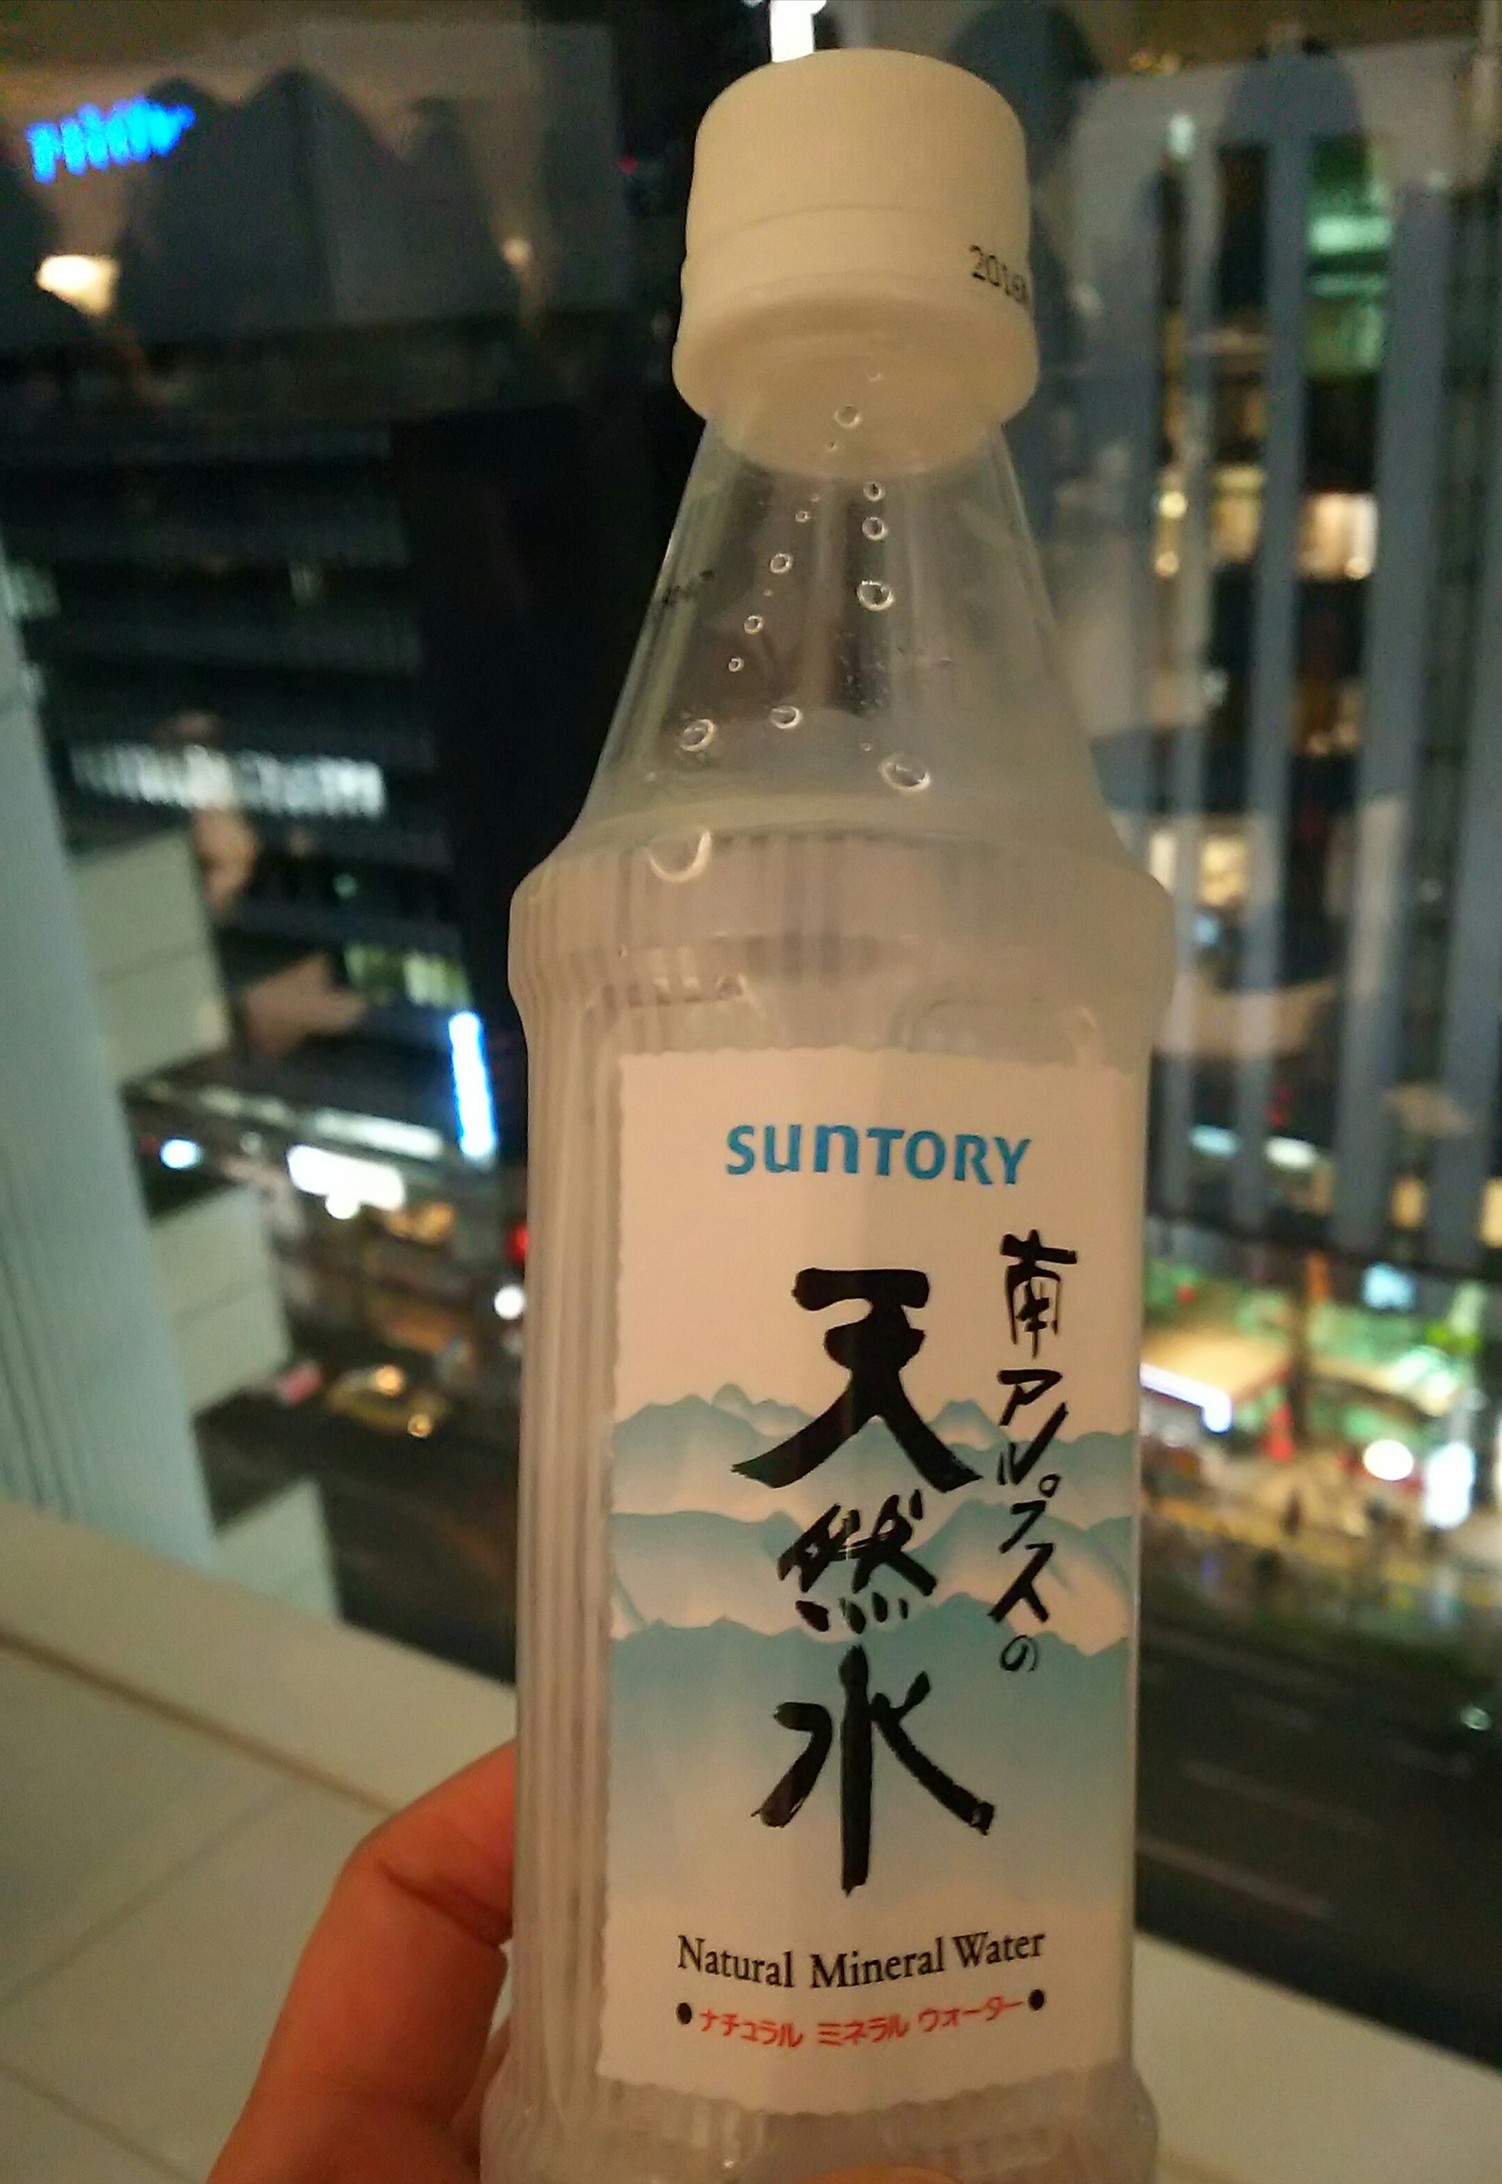 2016
SUNTORY
南アルプスの
天然水
Natural Mineral Water
•ナチュラル ミネラル ウォーター•